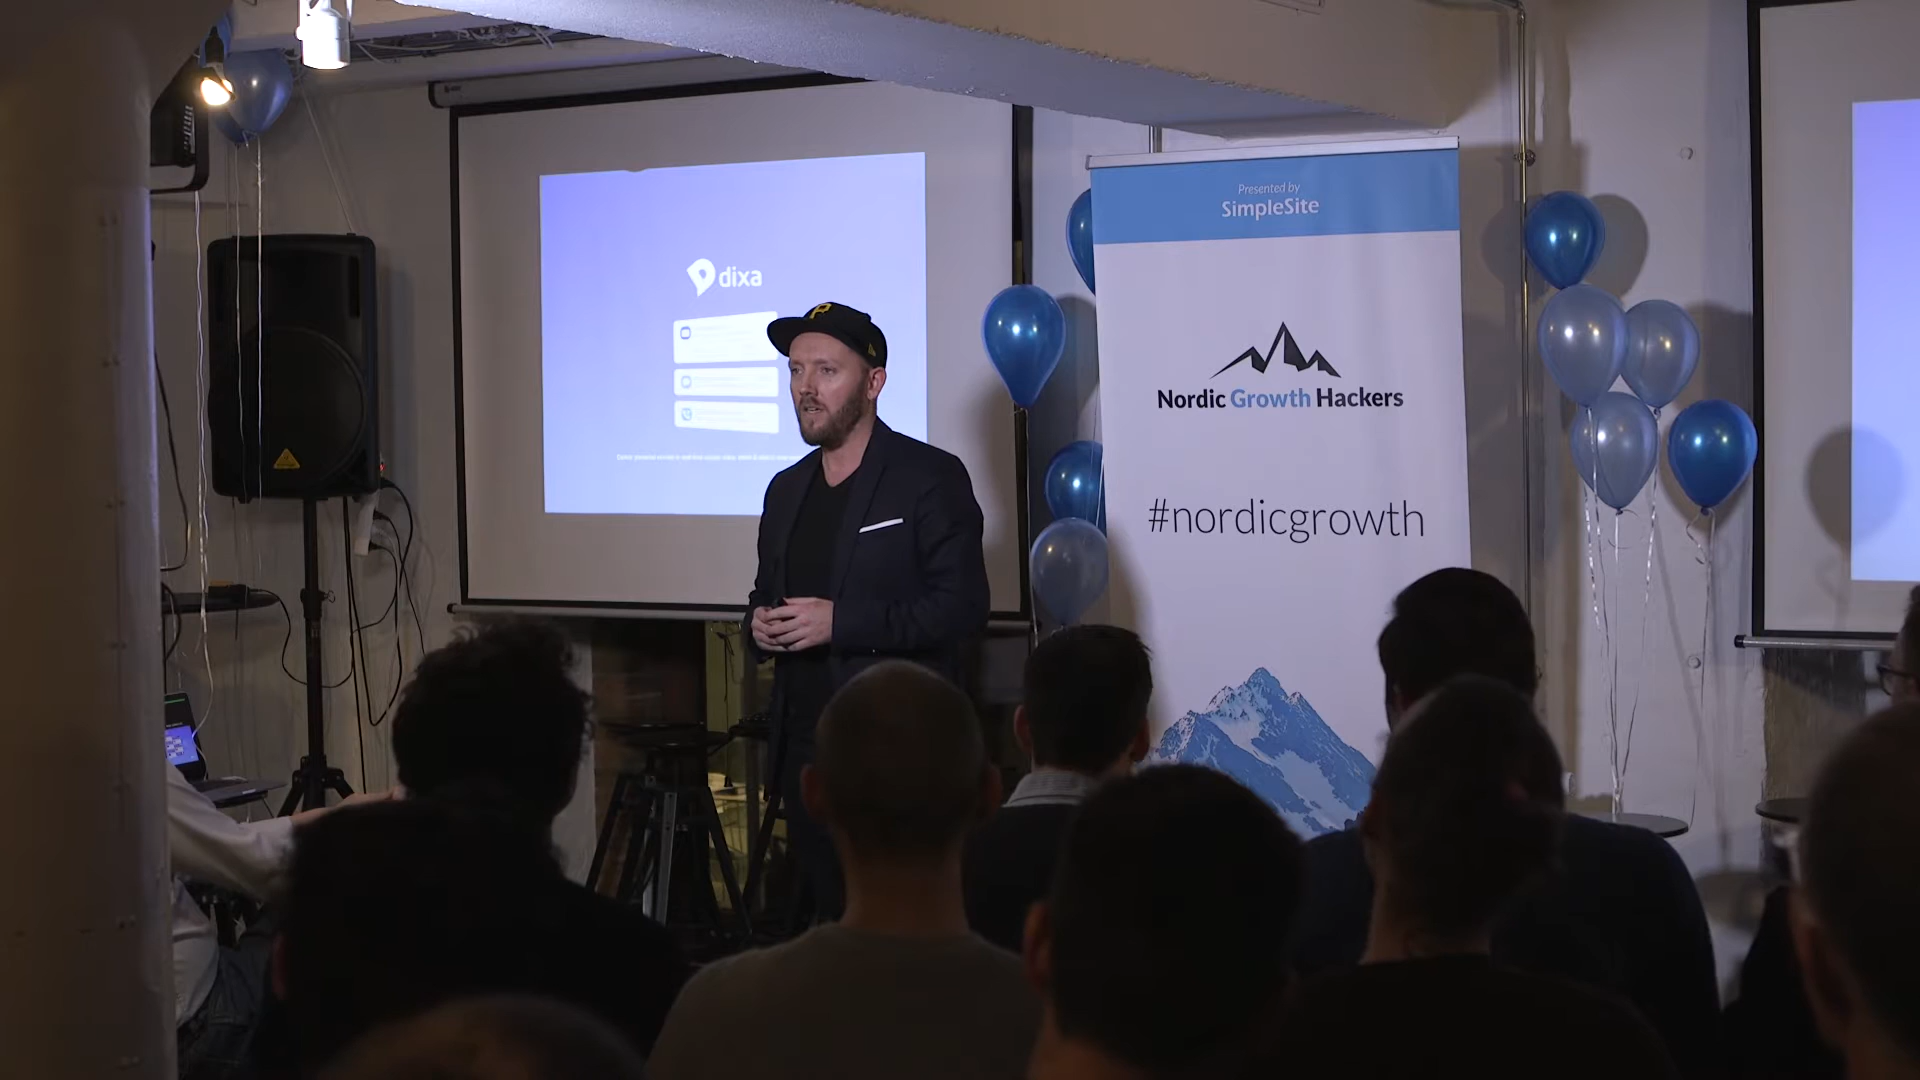 dixa
P
Presented by
SimpleSite
Nordic Growth Hackers
#nordicgrowth